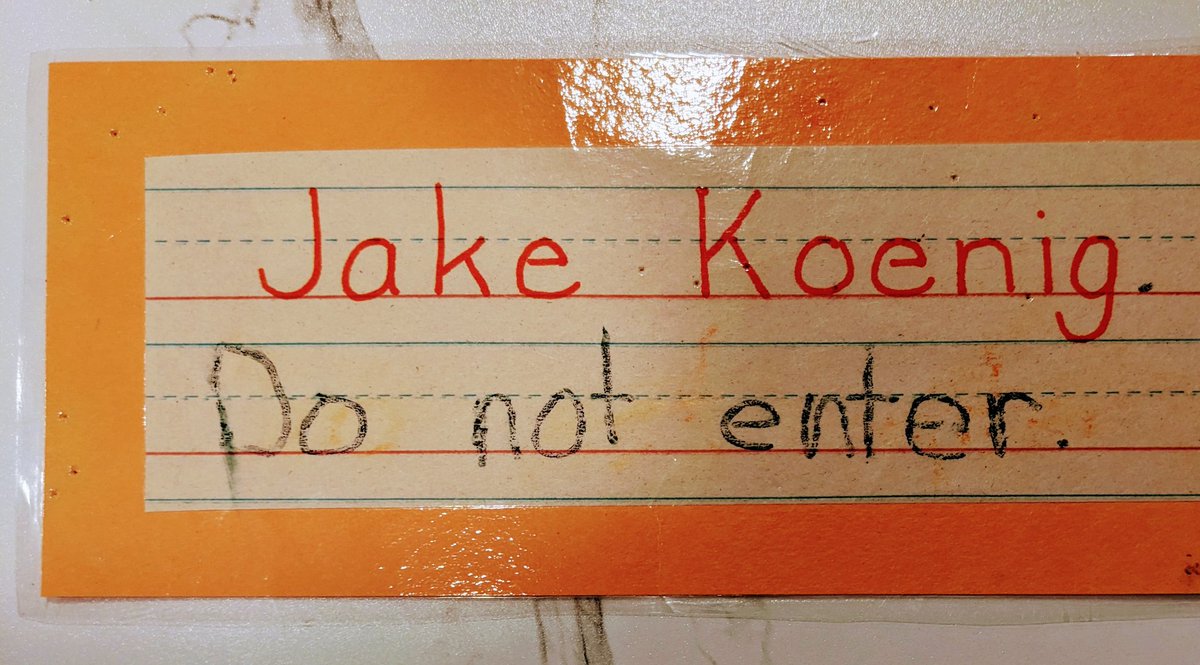 Jake Koenig.
Do not enter.